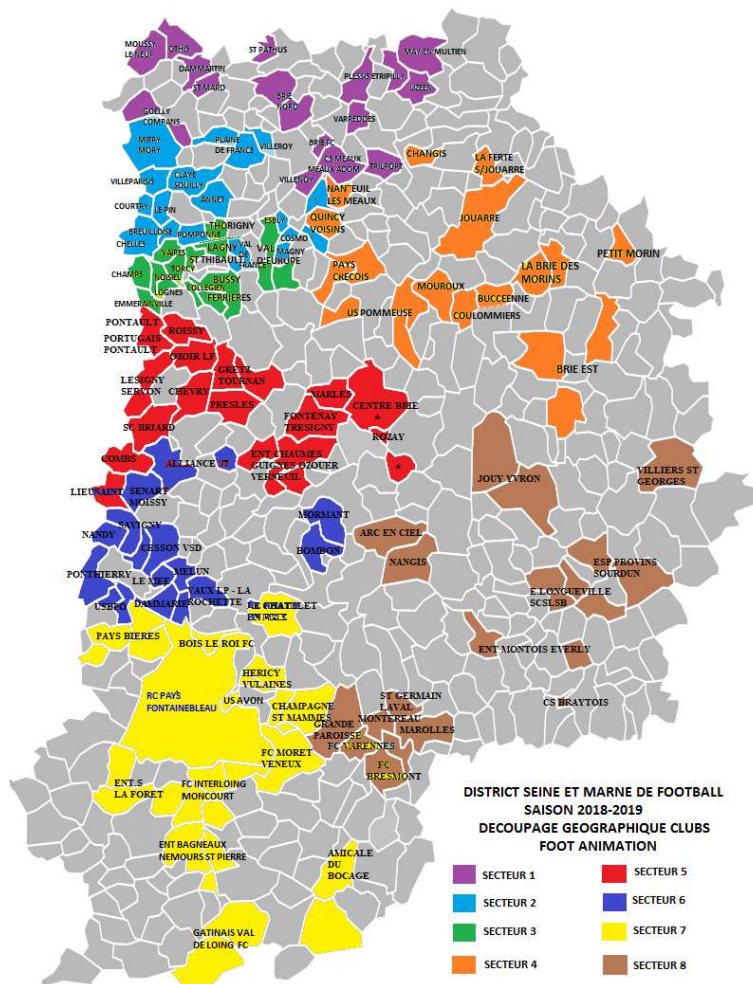 MOUSSY
LE NEUF
OTHIS
ST PATHUS
MAY EN MULTIEN
DAMMARTIN
ST MARD
PLESSIS
ETREPILLY
LIZEEN
BRIE
NORD
GOELLY
COMPANS
VARREDDES
MITRY
MORY
PLAINE
DE FRANCE
VILLEROY
BRIE FC
CS MEAUX
MEAUX ADOM
TRILPORT
CHANGIS
LA FERTE
S/JOUARRE
VILLEPARISIS
CLAYE
SOUILLY
VILLENOY
NANTEUIL
LES MEAUX
COURTRY
LE PIN
ANNET
JOUARRE
BREUILLOISE
POMPONNE
THORIGNY
ESBLY
QUINCY
VOISINS
CHELLES
COSMO
MAGNY
VAIRES
LAGNY
ST THIBAULT
VAL
DE
FRANCE
VAL
D'EUROPE
PETIT MORIN
CHAMPS
TORCY
NOISIEL
BUSSY
PAYS
CRECOIS
LA BRIE DES
MORINS
LOGNES
COLLEGIEN
FERRIERES
MOUROUX
BUCCEENNE
EMMERAINVILLE
US POMMEUSE
COULOMMIERS
PONTAULT
ROISSY
PORTUGAIS
PONTAULT
OZOIR LF
BRIE EST
GRETZ
TOURNAN
LESIGNY
SERVON
CHEVRY
MARLES
CENTRE BRIE
*
PRESLES
FONTENAY
TRESIGNY
SC BRIARD
ROZAY
COMBS
ALLIANCE 77
ENT CHAUMES
GUIGNES OZOUER
VERNEUIL
*
JOUY YVRON
VILLIERS ST
GEORGES
LIEUSAINT
SENART
MOISSY
SAVIGNY
MORMANT
NANDY
ARC EN CIEL
CESSON VSD
BOMBON
NANGIS
ESP PROVINS
SOURDUN
PONTHIERRY
LE MEE
MELUN
VAUX LP - LA
ROCHETTE
E LONGUEVILLE
SCSLSB
USBPO
DAMMARIE
LE CHATELET
PAYS BIERES
BOIS LE ROI FC
ENT MONTOIS EVERLY
HERICY
VULAINES
RC PAYS
FONTAINEBLEAU
US AVON
CHAMPAGNE
ST MAMMES
ST GERMAIN
LAVAL
MONTEREAU
CS BRAYTOIS
GRANDE
PAROISSE
MAROLLES
FC VARENNES
FC MORET
VENEUX
FC
BRESMONT
ENT.S
LA FORET
FC INTERLOING
MONCOURT
ENT BAGNEAUX
NEMOURS ST PIERRE
AMICALE
DU
BOCAGE
GATINAIS VAL
DE LOING FC
DISTRICT SEINE ET MARNE DE FOOTBALL
SAISON 2018-2019
DECOUPAGE GEOGRAPHIQUE CLUBS
FOOT ANIMATION
SECTEUR 1
SECTEUR 2
SECTEUR 3
SECTEUR 4
SECTEUR 5
SECTEUR 6
SECTEUR 7
SECTEUR 8